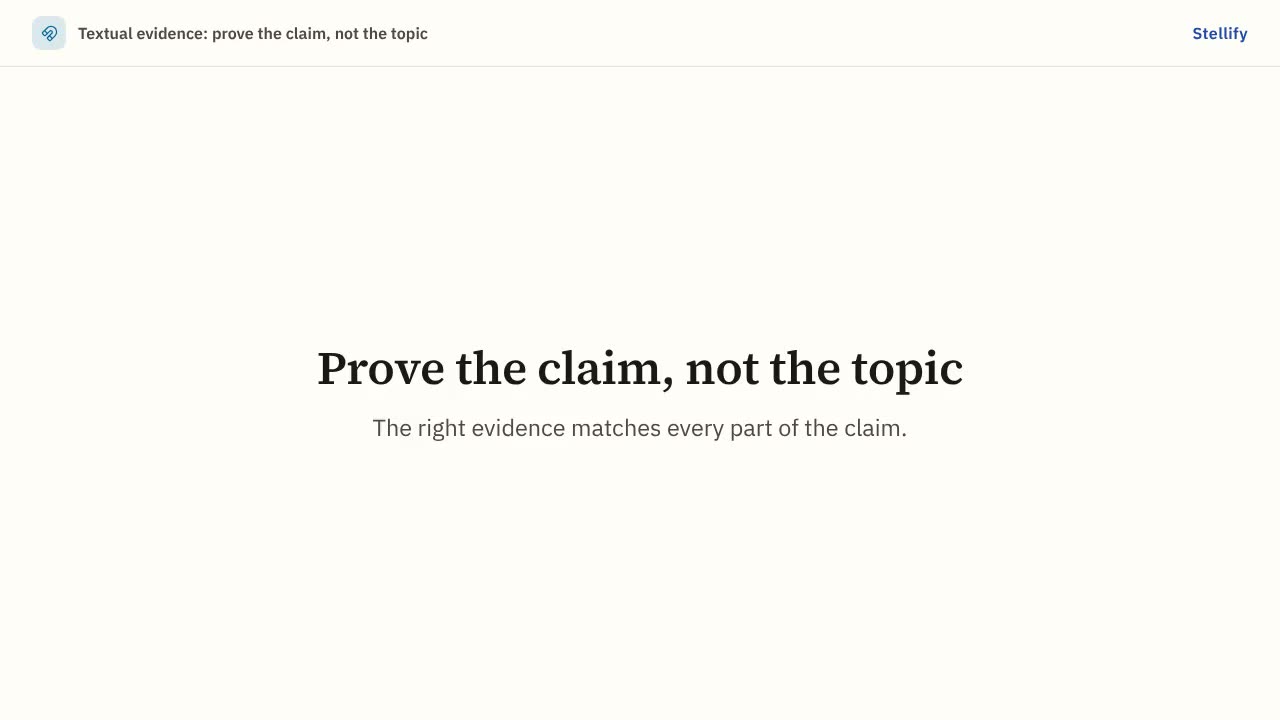 Textual evidence: prove the claim, not the topic
Stellify
Prove the claim, not the topic
The right evidence matches every part of the claim.